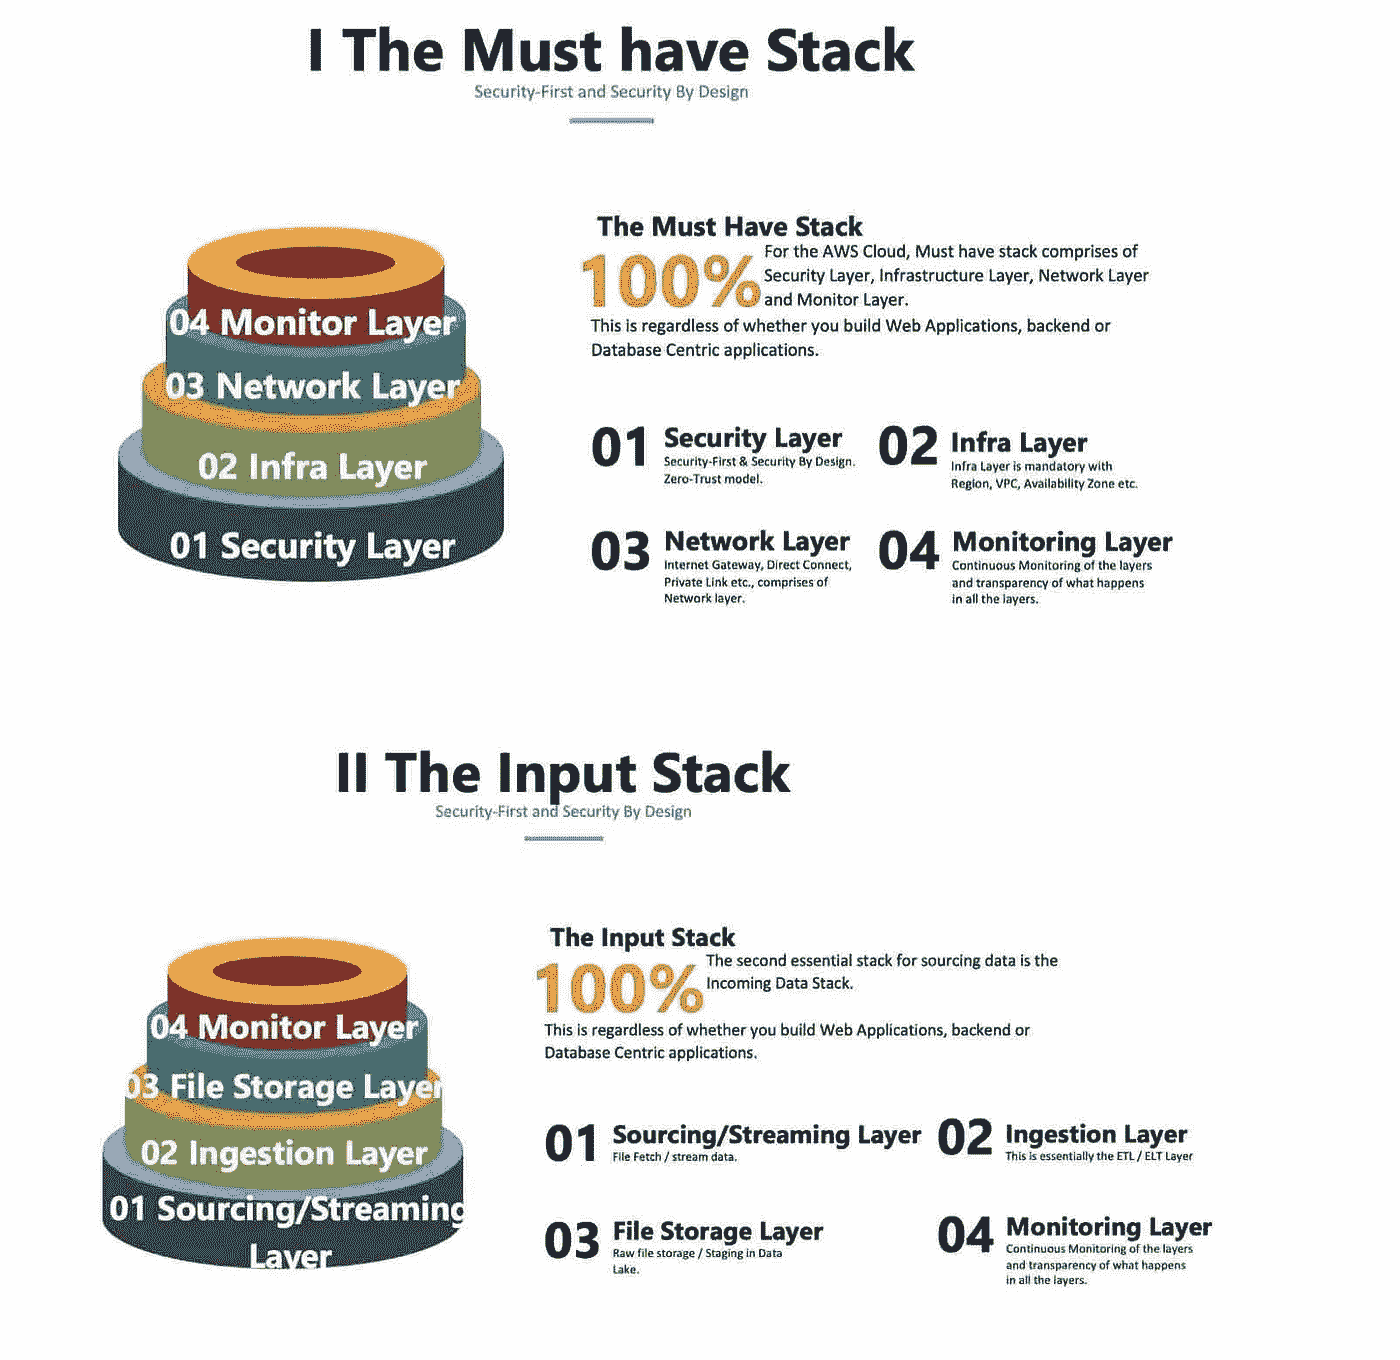 I The Must have Stack
Security-First and Security By Design
04 Monitor Layer
03 Network Layer
02 Infra Layer
01 Security Layer
The Must Have Stack
100%
For the AWS Cloud, Must have stack comprises of
Security Layer, Infrastructure Layer, Network Layer
and Monitor Layer.
This is regardless of whether you build Web Applications, backend or
Database Centric applications.
01 Security Layer
Security-First & Security By Design.
Zero-Trust model.
02 Infra Layer
Infra Layer is mandatory with
Region, VPC, Availability Zone etc.
03 Network Layer
Internet Gateway, Direct Connect,
Private Link etc., comprises of
Network layer.
04 Monitoring Layer
Continuous Monitoring of the layers
and transparency of what happens
in all the layers.
II The Input Stack
Security-First and Security By Design
04 Monitor Layer
03 File Storage Layer
02 Ingestion Layer
01 Sourcing/Streaming
Layer
The Input Stack
100%
The second essential stack for sourcing data is the
Incoming Data Stack.
This is regardless of whether you build Web Applications, backend or
Database Centric applications.
01 Sourcing/Streaming Layer
File Fetch / stream data.
02 Ingestion Layer
This is essentially the ETL / ELT Layer
03 File Storage Layer
Raw file storage / Staging in Data
Lake.
04 Monitoring Layer
Continuous Monitoring of the layers
and transparency of what happens
in all the layers.